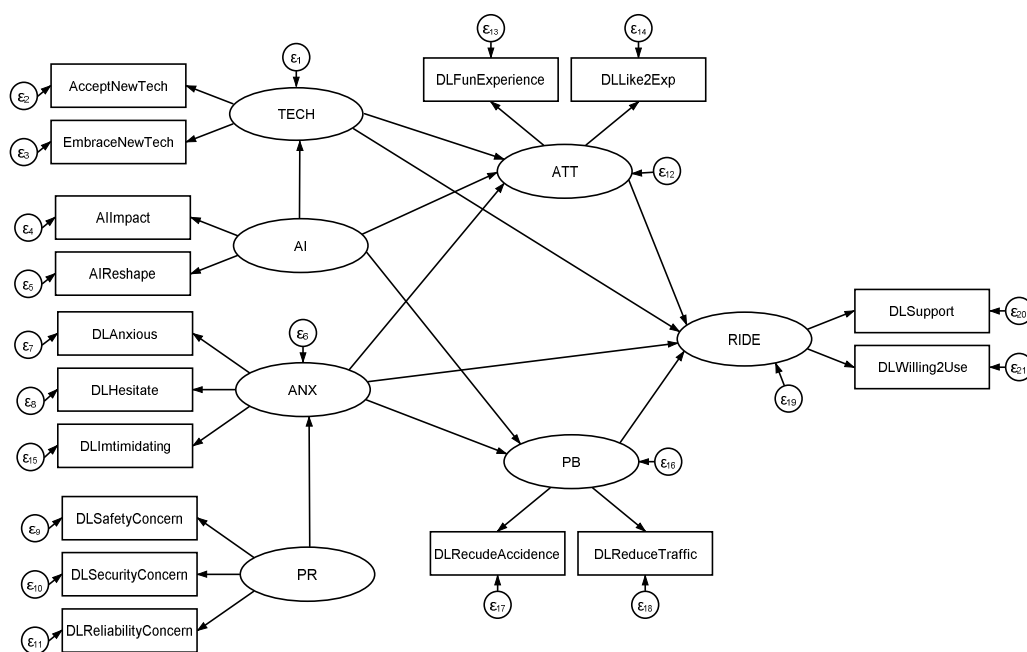 ε13
ε14
ε1
DLFunExperience
DLLike2Exp
ε2
AcceptNewTech
TECH
ε3
EmbraceNewTech
ATT
ε12
ε4
AIImpact
AI
ε5
AIReshape
DLSupport
ε20
ε7
DLAnxious
ε6
RIDE
DLWilling2Use
ε21
ε8
DLHesitate
ANX
ε19
ε15
DLImtimidating
PB
ε16
ε9
DLSafetyConcern
DLRecudeAccidence
DLReduceTraffic
ε10
DLSecurityConcern
PR
ε17
ε18
ε11
DLReliabilityConcern